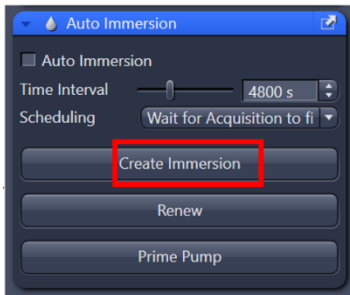 Auto Immersion
Auto Immersion
Time Interval 4800 s
Scheduling Wait for Acquisition to fi
Create Immersion
Renew
Prime Pump